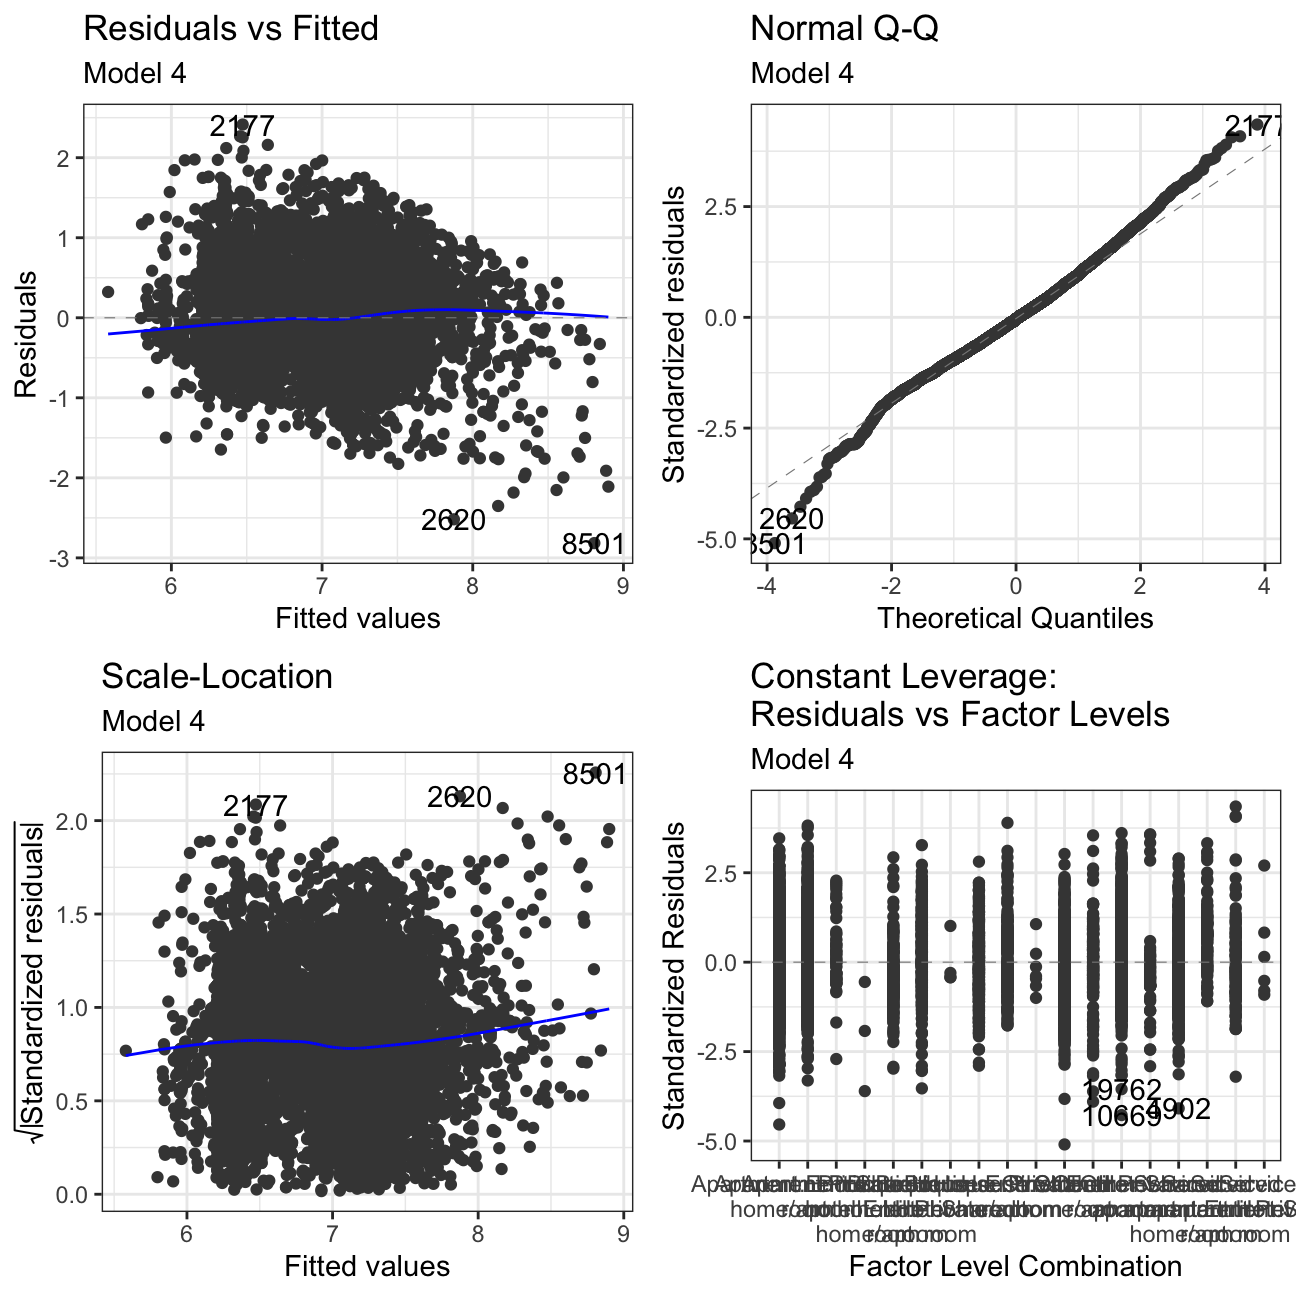 Residuals vs Fitted
Model 4
2177
2620
8501
2
1
0
-1
-2
-3
6
7
8
9
Residuals
Fitted values
Normal Q-Q
Model 4
2177
2620
8501
2.5
0.0
-2.5
-5.0
-4
-2
0
2
4
Standardized residuals
Theoretical Quantiles
Scale-Location
Model 4
2177
2620
8501
2.0
1.5
1.0
0.5
0.0
6
7
8
9
√|Standardized residuals|
Fitted values
Constant Leverage:
Residuals vs Factor Levels
Model 4
19762
10669
4902
2.5
0.0
-2.5
-5.0
Standardized Residuals
Factor Level Combination